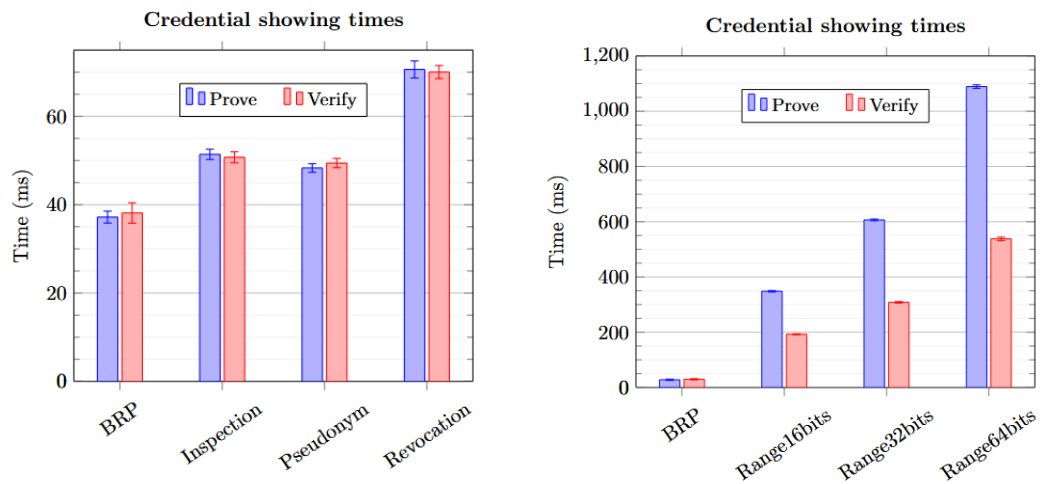 Credential showing times
Time (ms)
60
40
20
0
Prove Verify
BRP
Inspection
Pseudonym
Revocation
Credential showing times
Time (ms)
1,200
1,000
800
600
400
200
0
Prove Verify
BRP
Range16bits
Range32bits
Range64bits